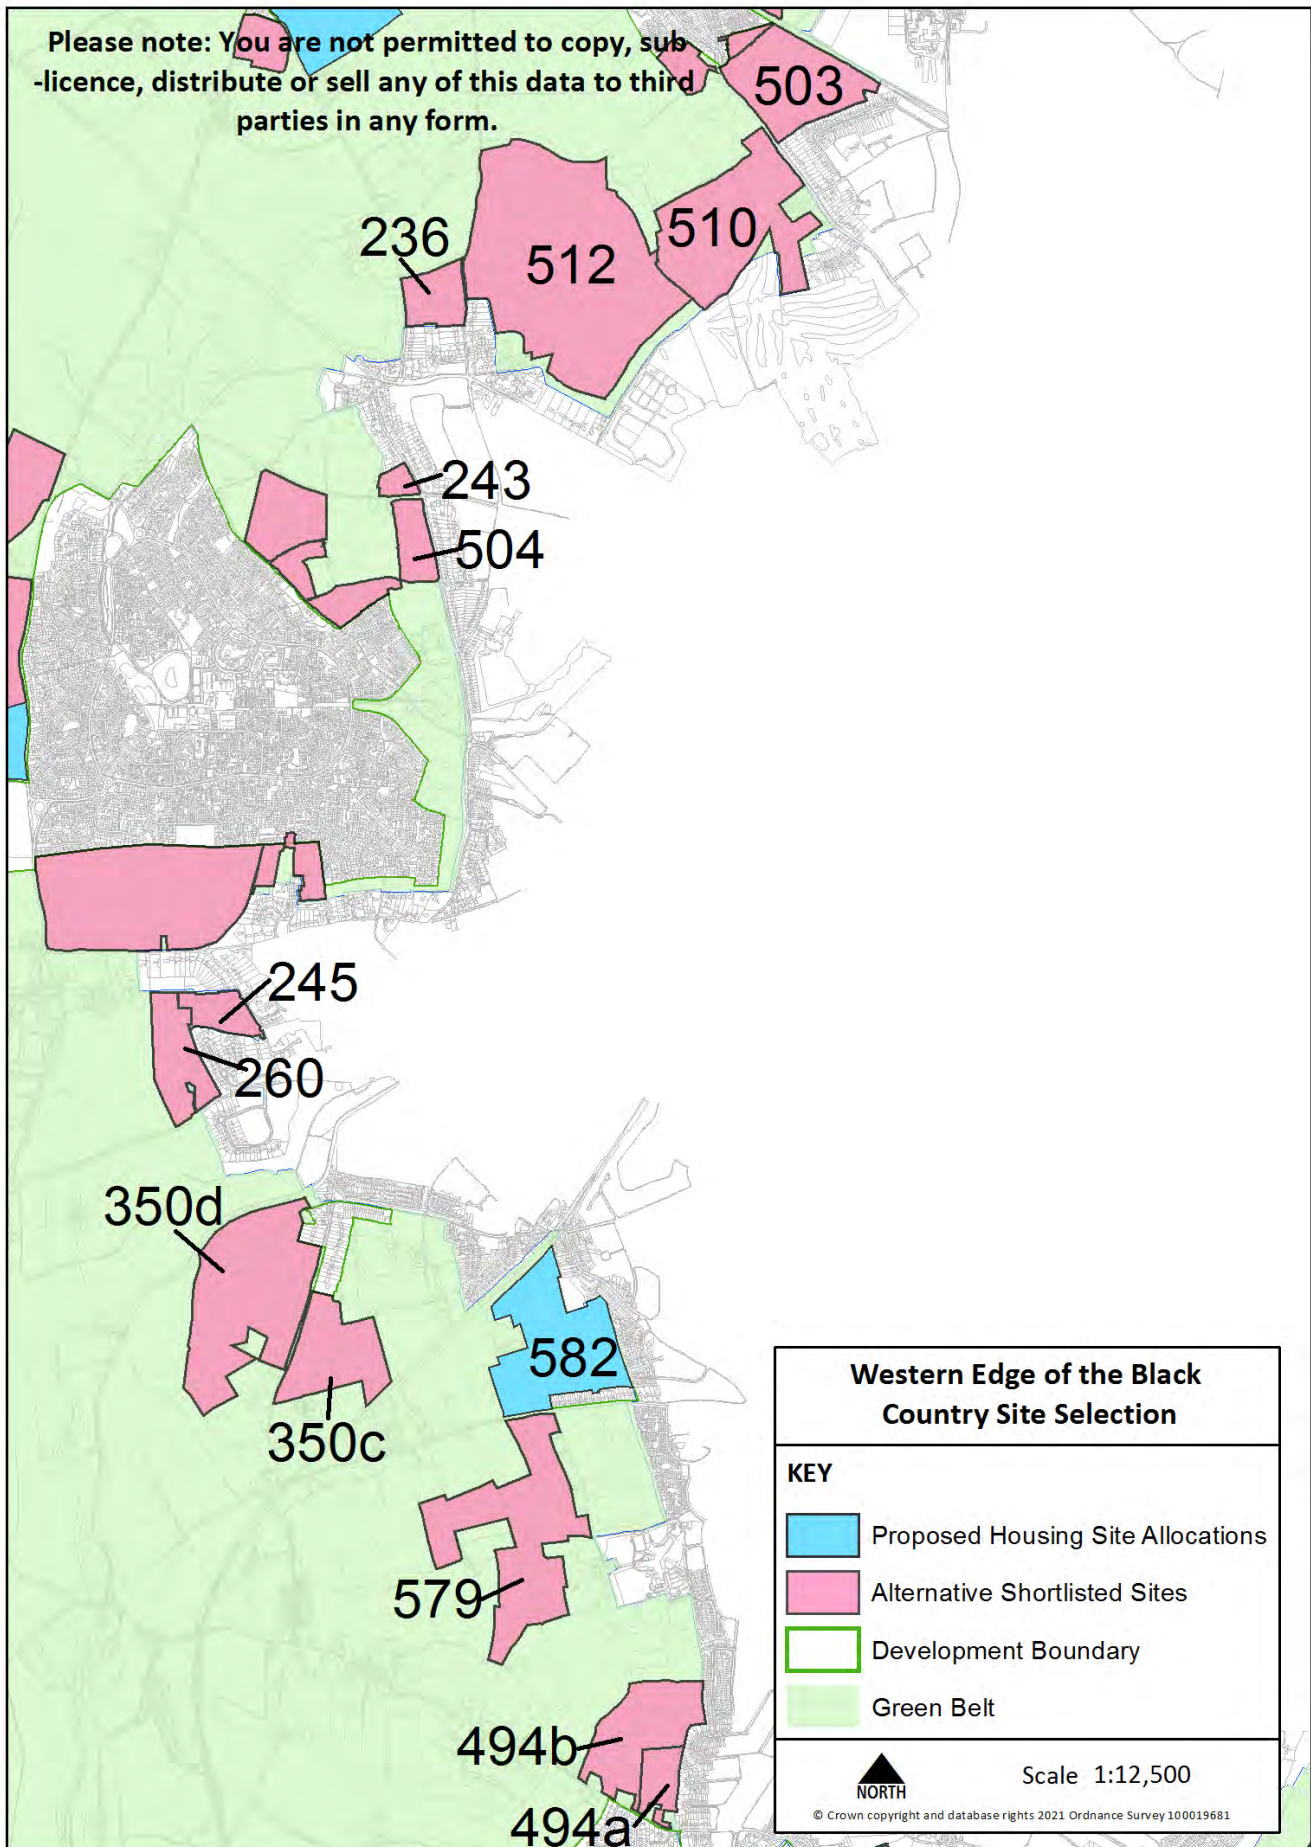 Please note: You are not permitted to copy, sub
-licence, distribute or sell any of this data to third
parties in any form.
503
510
236
512
243
504
245
260
350d
582
350c
579
494b
494a
Western Edge of the Black
Country Site Selection
KEY
Proposed Housing Site Allocations
Alternative Shortlisted Sites
Development Boundary
Green Belt
NORTH
Scale 1:12,500
© Crown copyright and database rights 2021 Ordnance Survey 100019681